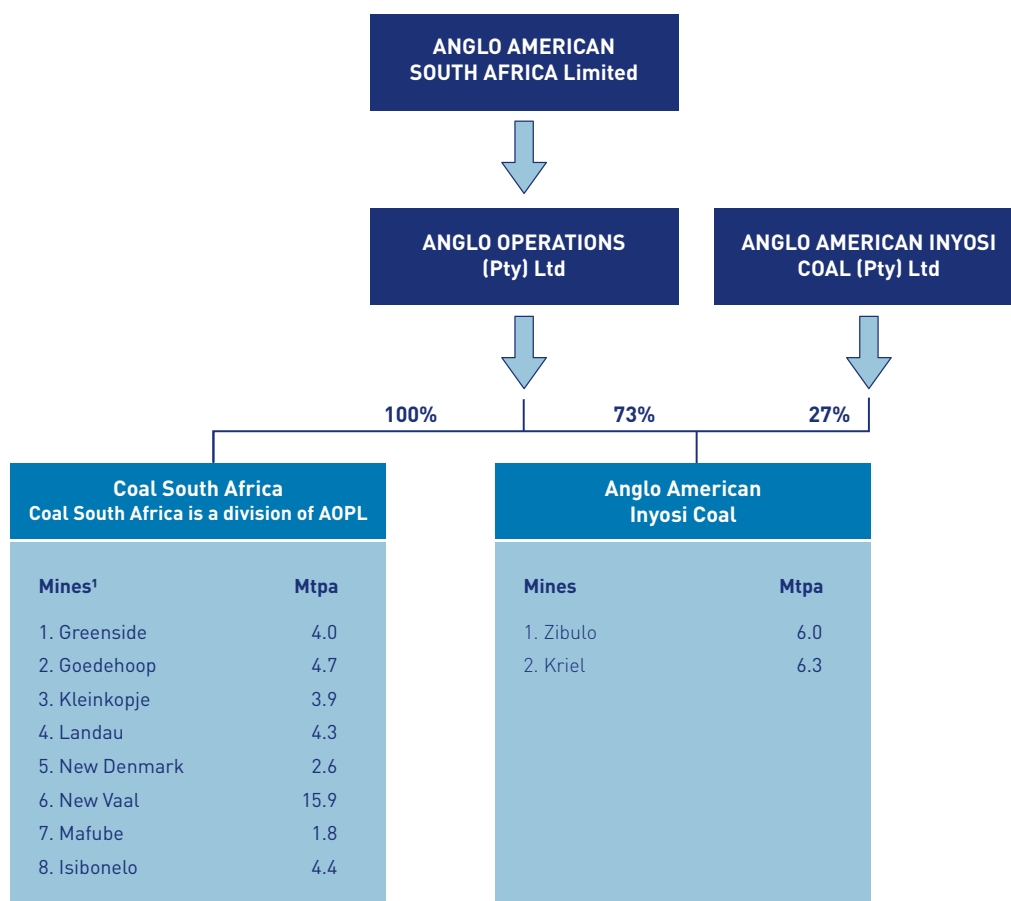 ANGLO AMERICAN
SOUTH AFRICA Limited
ANGLO OPERATIONS
(Pty) Ltd
ANGLO AMERICAN INYOSI
COAL (Pty) Ltd
100%
73%
27%
Coal South Africa
Coal South Africa is a division of AOPL
Mines¹ Mtpa
1. Greenside 4.0
2. Goedehoop 4.7
3. Kleinkopje 3.9
4. Landau 4.3
5. New Denmark 2.6
6. New Vaal 15.9
7. Mafube 1.8
8. Isibonelo 4.4
Anglo American
Inyosi Coal
Mines Mtpa
1. Zibulo 6.0
2. Kriel 6.3